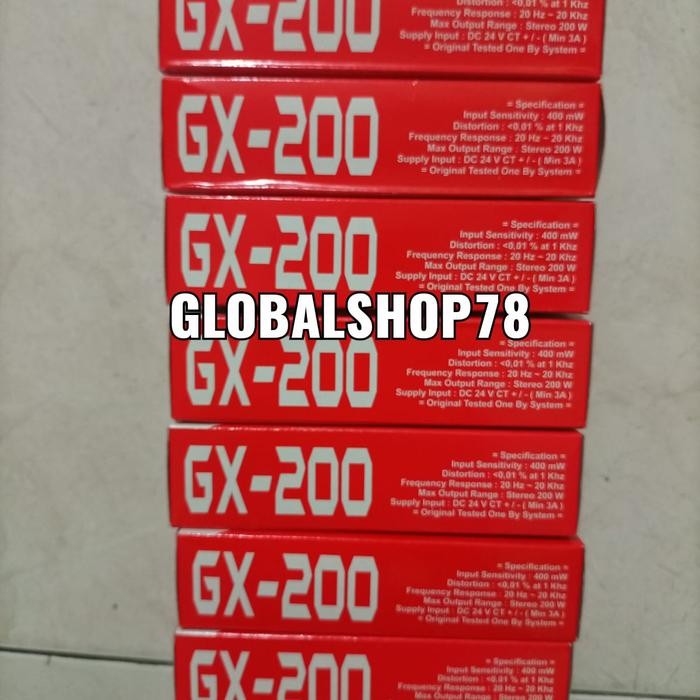 GX-200
Distortion : <0,01 % at 1 Khz
Frequency Response : 20 Hz ~ 20 Khz
Max Output Range : Stereo 200 W
Supply Input : DC 24 V CT + / - ( Min 3A )
= Original Tested One By System =
GX-200
= Specification =
Input Sensitivity : 400 mW
Distortion : <0,01 % at 1 Khz
Frequency Response : 20 Hz ~ 20 Khz
Max Output Range : Stereo 200 W
Supply Input : DC 24 V CT + / - ( Min 3A )
= Original Tested One By System =
GX-200
= Specification =
Input Sensitivity : 400 mW
Distortion : <0,01 % at 1 Khz
Frequency Response : 20 Hz ~ 20 Khz
Max Output Range : Stereo 200 W
Supply Input : DC 24 V CT + / - ( Min 3A )
= Original Tested One By System =
GLOBALSHOP78
GX-200
= Specification =
Input Sensitivity : 400 mW
Distortion : <0,01 % at 1 Khz
Frequency Response : 20 Hz ~ 20 Khz
Max Output Range : Stereo 200 W
Supply Input : DC 24 V CT + / - ( Min 3A )
= Original Tested One By System =
GX-200
= Specification =
Input Sensitivity : 400 mW
Distortion : <0,01 % at 1 Khz
Frequency Response : 20 Hz ~ 20 Khz
Max Output Range : Stereo 200 W
Supply Input : DC 24 V CT + / - ( Min 3A )
= Original Tested One By System =
GX-200
= Specification =
Input Sensitivity : 400 mW
Distortion : <0,01 % at 1 Khz
Frequency Response : 20 Hz ~ 20 Khz
Max Output Range : Stereo 200 W
Supply Input : DC 24 V CT + / - ( Min 3A )
= Original Tested One By System =
GX-200
= Specification =
Input Sensitivity : 400 mW
Distortion : <0,01 % at 1 Khz
Frequency Response : 20 Hz ~ 20 Khz
Max Output Range : Stereo 200 W